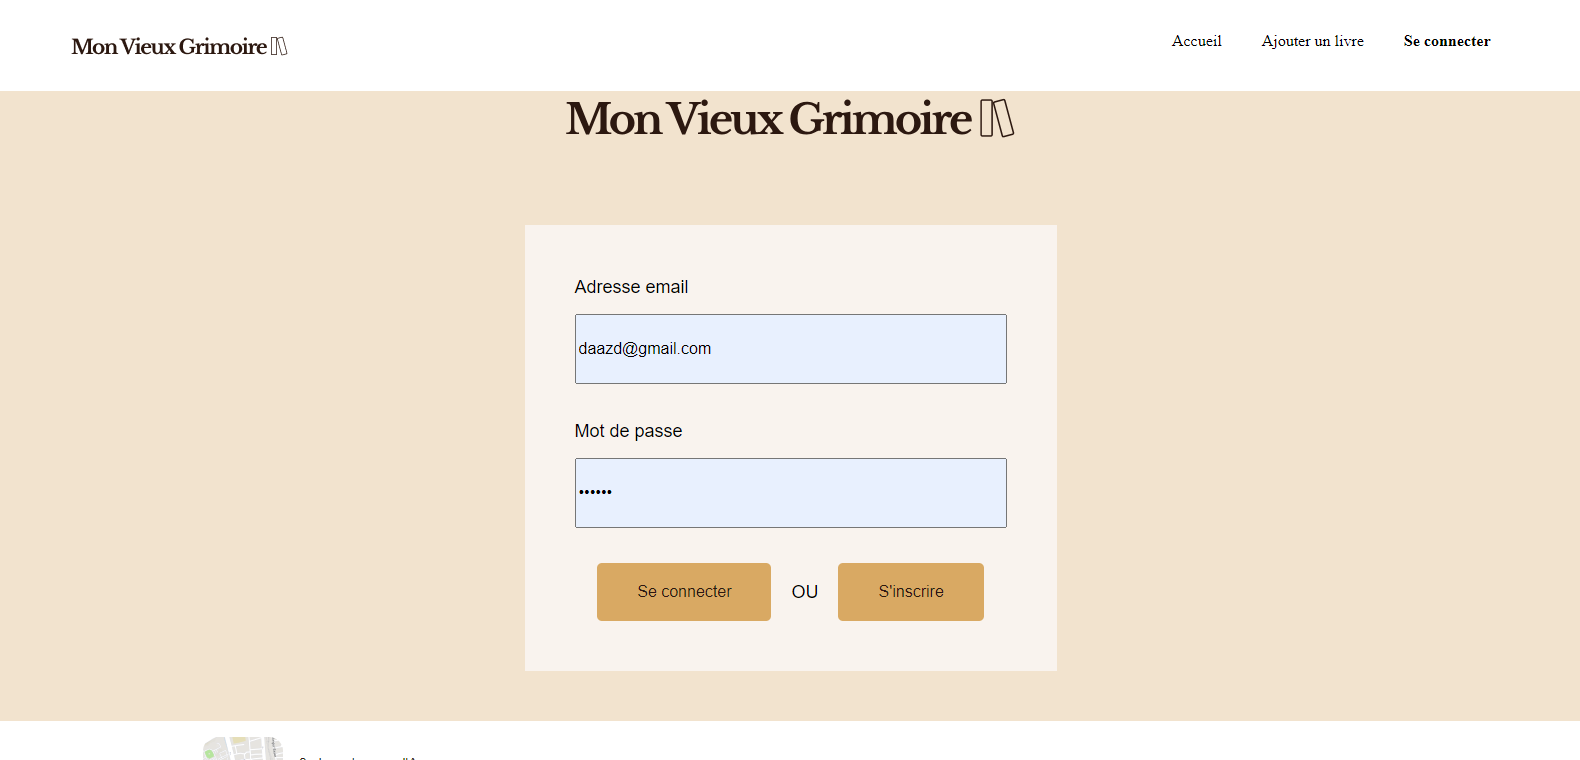 Mon Vieux Grimoire
Accueil Ajouter un livre Se connecter
Mon Vieux Grimoire
Adresse email
daazd@gmail.com
Mot de passe
••••••
Se connecter OU S'inscrire